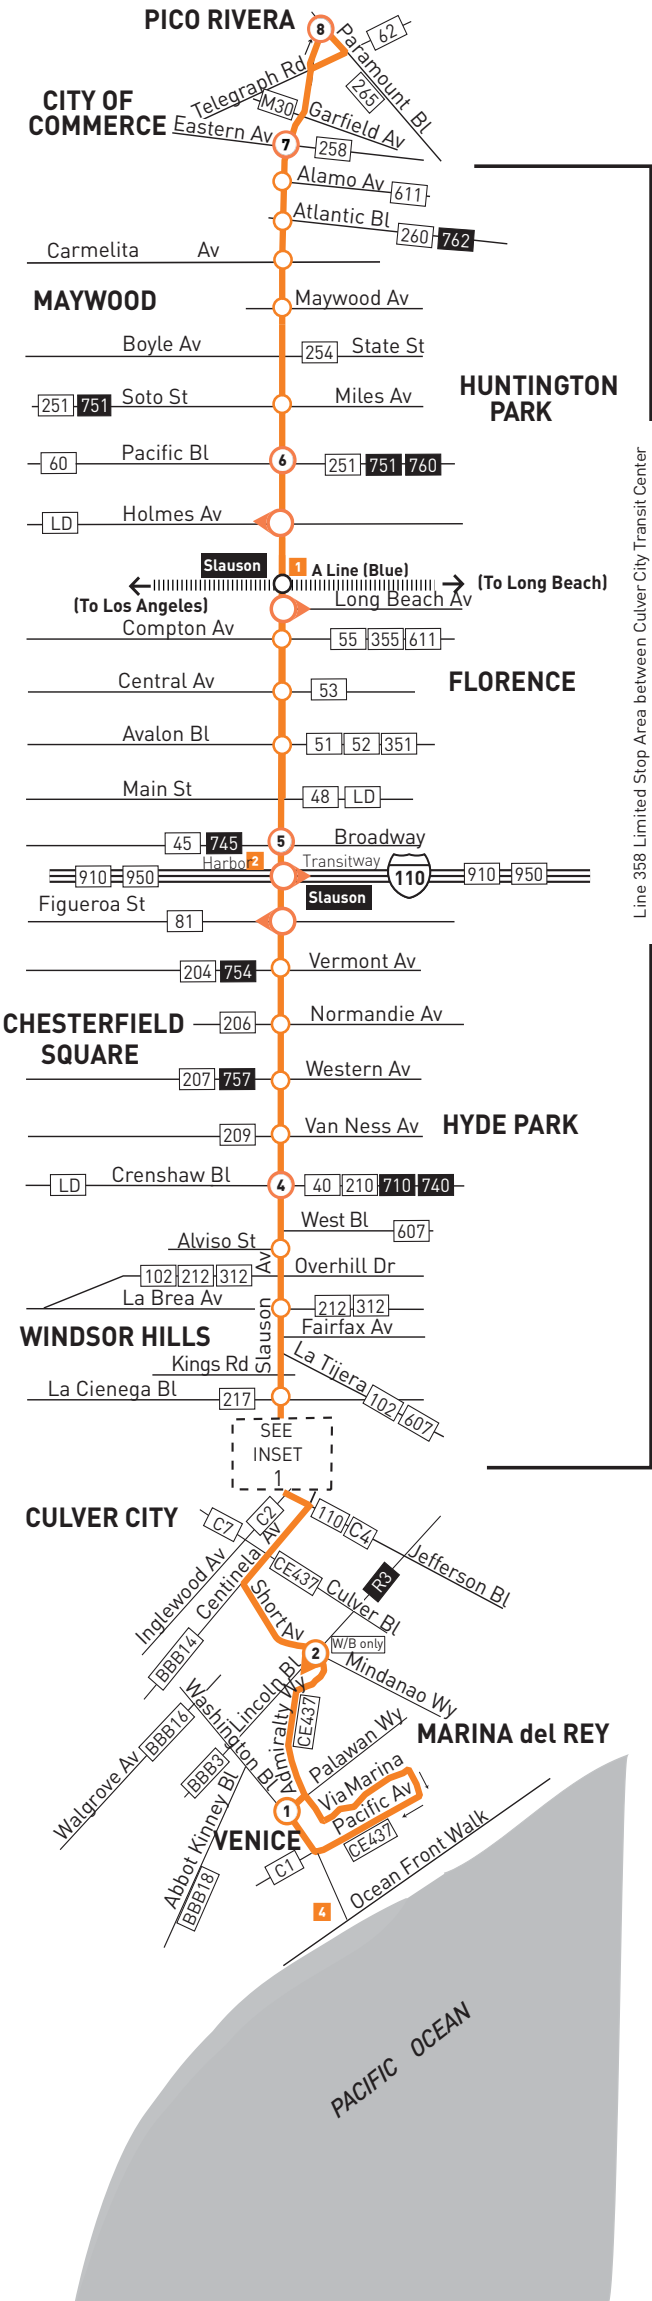 PICO RIVERA
8
62
Paramount Bl
Telegraph Rd
265
M30
CITY OF
COMMERCE
Garfield Av
Eastern Av
7
258
Alamo Av
611
Atlantic Bl
260
762
Carmelita Av
MAYWOOD
Maywood Av
Boyle Av
254
State St
HUNTINGTON
PARK
251
751
Soto St
Miles Av
Pacific Bl
60
6
251
751
760
Line 358 Limited Stop Area between Culver City Transit Center
LD
Holmes Av
Slauson
1
A Line (Blue)
(To Long Beach)
(To Los Angeles)
Long Beach Av
Compton Av
55
355
611
Central Av
53
FLORENCE
Avalon Bl
51
52
351
Main St
48
LD
45
745
5
Broadway
Harbor
2
Transitway
910
950
110
910
950
Slauson
Figueroa St
81
204
754
Vermont Av
CHESTERFIELD
SQUARE
206
Normandie Av
207
757
Western Av
209
Van Ness Av
HYDE PARK
LD
Crenshaw Bl
4
40
210
710
740
West Bl
607
Alviso St
Slauson Av
102
212
312
Overhill Dr
La Brea Av
212
312
WINDSOR HILLS
Fairfax Av
Kings Rd
La Tijera
102
607
La Cienega Bl
217
SEE
INSET
1
CULVER CITY
C7
C2
110
C4
Jefferson Bl
Inglewood Av
Centinela Av
CE437
Culver Bl
R3
BBB14
Short Av
W/B only
2
Mindanao Wy
Lincoln Bl
Washington Bl
Admiralty Wy
CE437
BBB16
Walgrove Av
BBB3
Palawan Wy
MARINA del REY
Via Marina
Pacific Av
1
VENICE
CE437
C1
Abbot Kinney Bl
BBB18
Ocean Front Walk
4
PACIFIC OCEAN